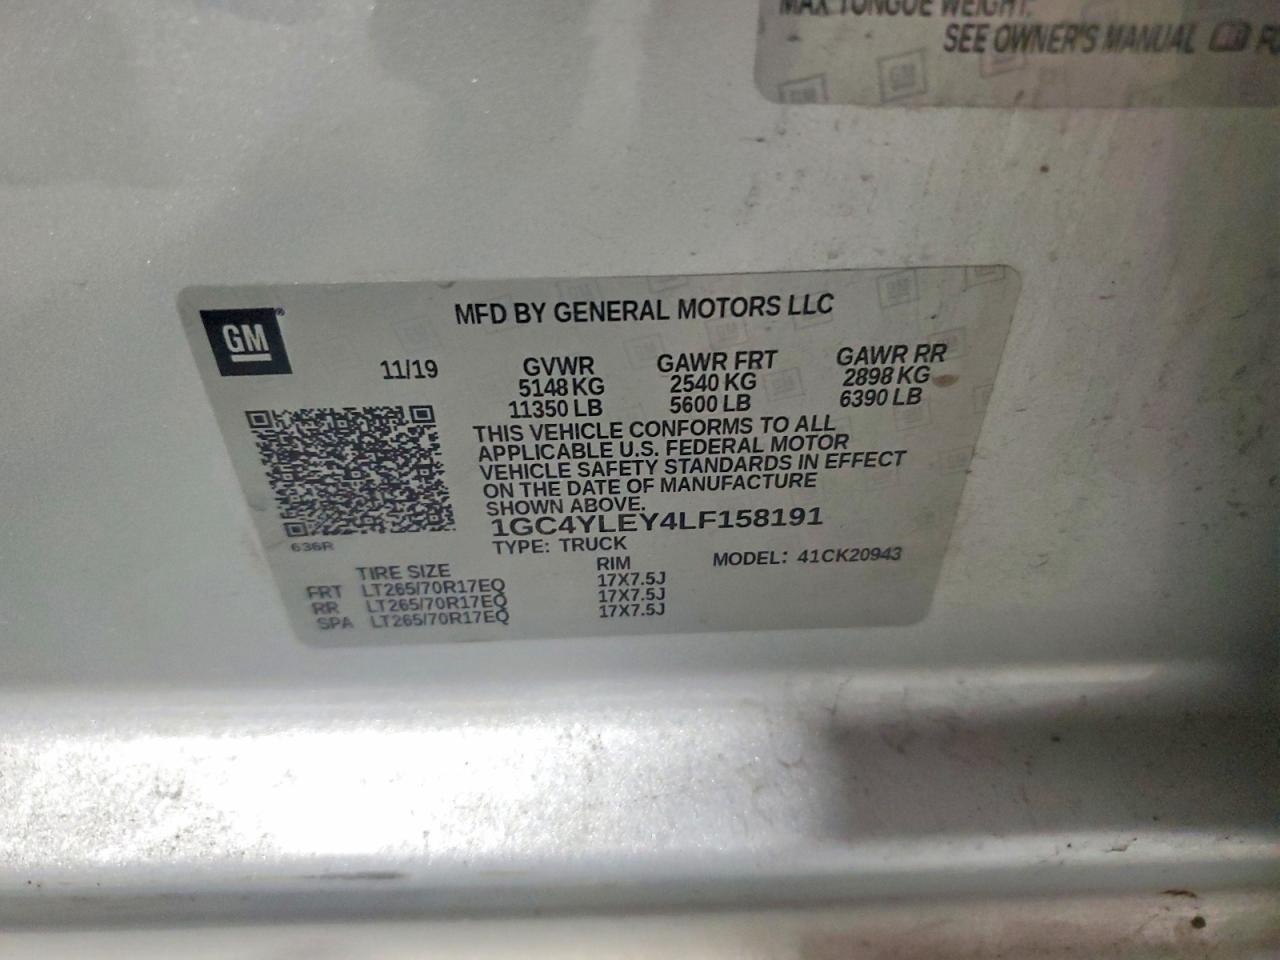 MAX TONGUE WEIGHT:
SEE OWNER'S MANUAL
GM
MFD BY GENERAL MOTORS LLC
11/19
GVWR GAWR FRT GAWR RR
5148 KG 2540 KG 2898 KG
11350 LB 5600 LB 6390 LB
THIS VEHICLE CONFORMS TO ALL
APPLICABLE U.S. FEDERAL MOTOR
VEHICLE SAFETY STANDARDS IN EFFECT
ON THE DATE OF MANUFACTURE
SHOWN ABOVE.
1GC4YLEY4LF158191
636R
TYPE: TRUCK MODEL: 41CK20943
TIRE SIZE RIM
FRT LT265/70R17EQ 17X7.5J
RR LT265/70R17EQ 17X7.5J
SPA LT265/70R17EQ 17X7.5J